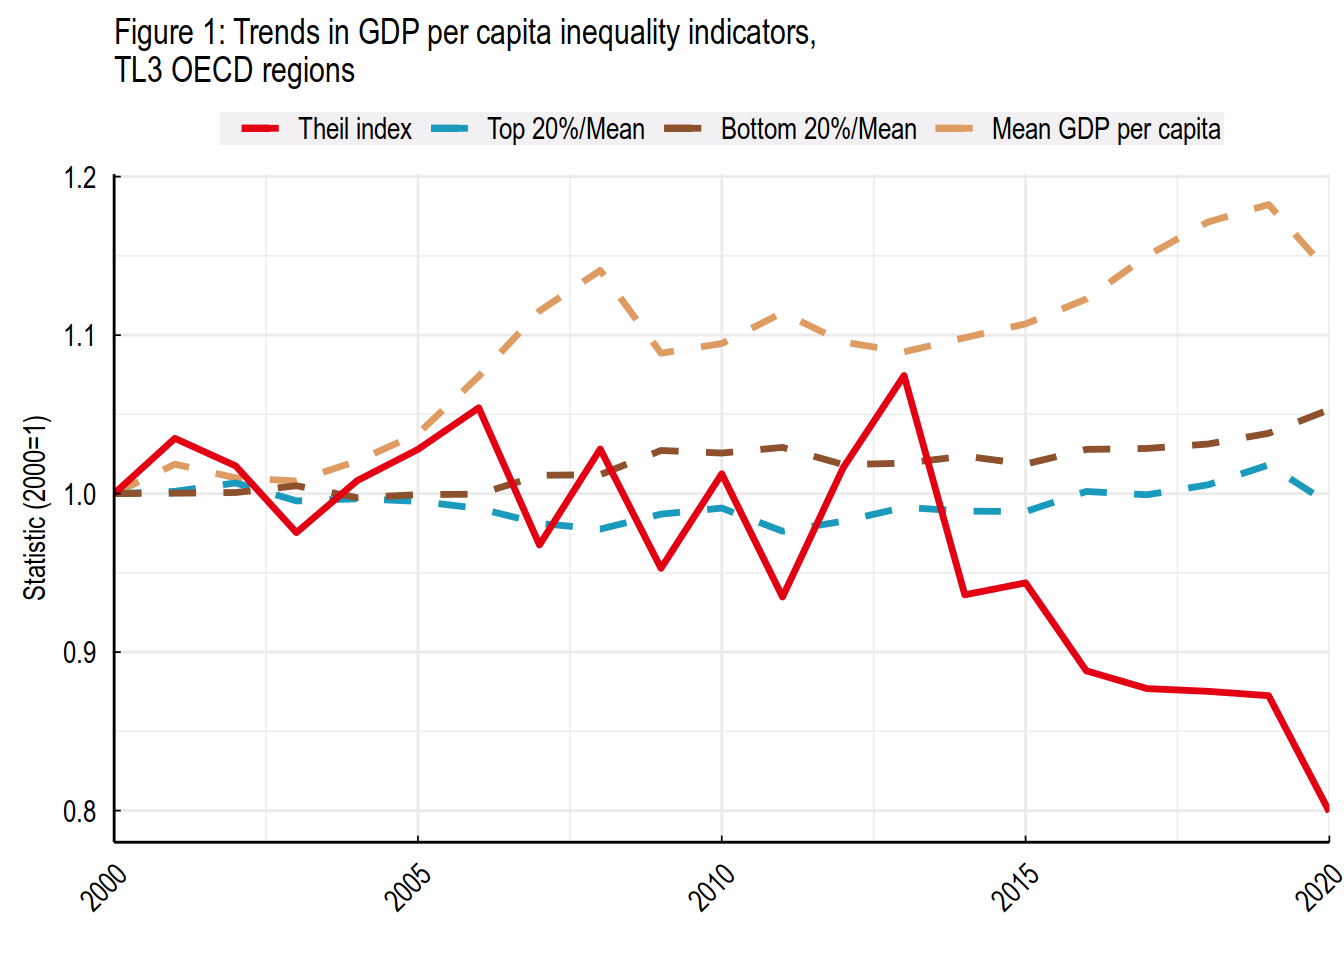 Figure 1: Trends in GDP per capita inequality indicators,
TL3 OECD regions
Theil index Top 20%/Mean Bottom 20%/Mean Mean GDP per capita
1.2
1.1
1.0
0.9
0.8
Statistic (2000=1)
2000 2005 2010 2015 2020